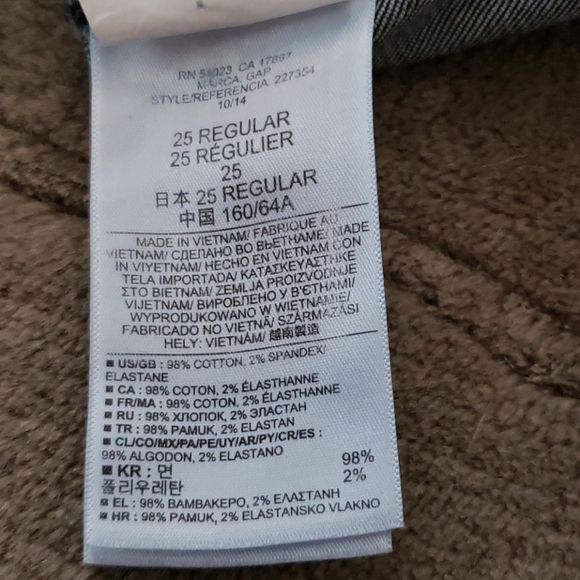 RN 54023 CA 17897
MARCA: GAP
STYLE/REFERENCIA: 227354
10/14
25 REGULAR
25 RÉGULIER
25
日本 25 REGULAR
中国 160/64A
MADE IN VIETNAM/ FABRIQUE AU
VIETNAM/ СДЕЛАНО ВО ВЬЕТНАМЕ/ MADE
IN VIYETNAM/ HECHO EN VIETNAM CON
TELA IMPORTADA/ ΚΑΤΑΣΚΕΥΑΣΤΗΚΕ
ΣΤΟ ΒΙΕΤΝΑΜ/ ZEMLJA PROIZVODNJE
VIJETNAM/ ВИРОБЛЕНО У В'ЄТНАМІ/
WYPRODUKOWANO W WIETNAMIE/
FABRICADO NO VIETNÃ/ SZÁRMAZÁSI
HELY: VIETNÁM/ 越南製造
■ US/GB : 98% COTTON, 2% SPANDEX/
ELASTANE
■ CA : 98% COTON, 2% ÉLASTHANNE
■ FR/MA : 98% COTON, 2% ÉLASTHANNE
■ RU : 98% ХЛОПОК, 2% ЭЛАСТАН
■ TR : 98% PAMUK, 2% ELASTAN
■ CL/CO/MX/PA/PE/UY/AR/PY/CR/ES :
98% ALGODON, 2% ELASTANO
■ KR : 면 98%
폴리우레탄 2%
■ EL : 98% ΒΑΜΒΑΚΕΡΟ, 2% ΕΛΑΣΤΑΝΗ
■ HR : 98% PAMUK, 2% ELASTANSKO VLAKNO